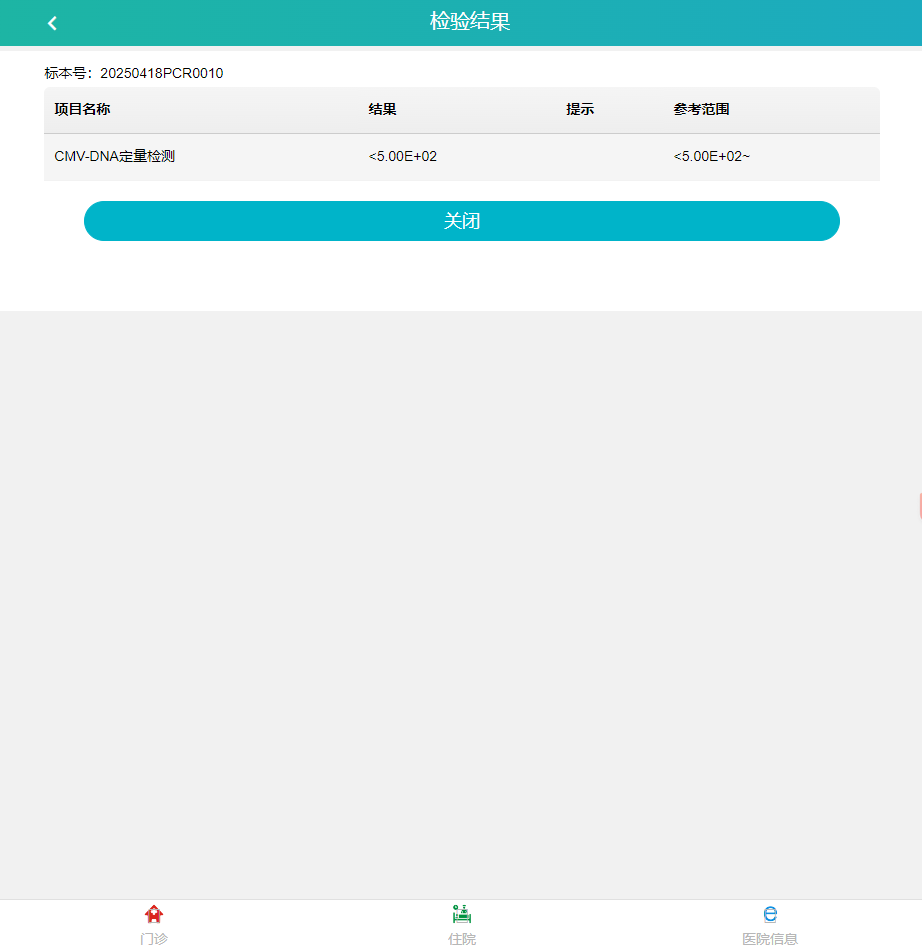 检验结果
标本号：20250418PCR0010
项目名称 结果 提示 参考范围
CMV-DNA定量检测 <5.00E+02 <5.00E+02~
关闭
门诊 住院 医院信息